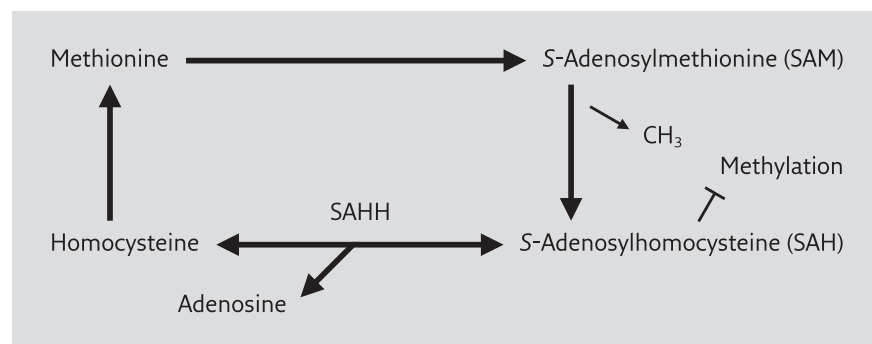 Methionine
S-Adenosylmethionine (SAM)
CH₃
Methylation
SAHH
Homocysteine
S-Adenosylhomocysteine (SAH)
Adenosine